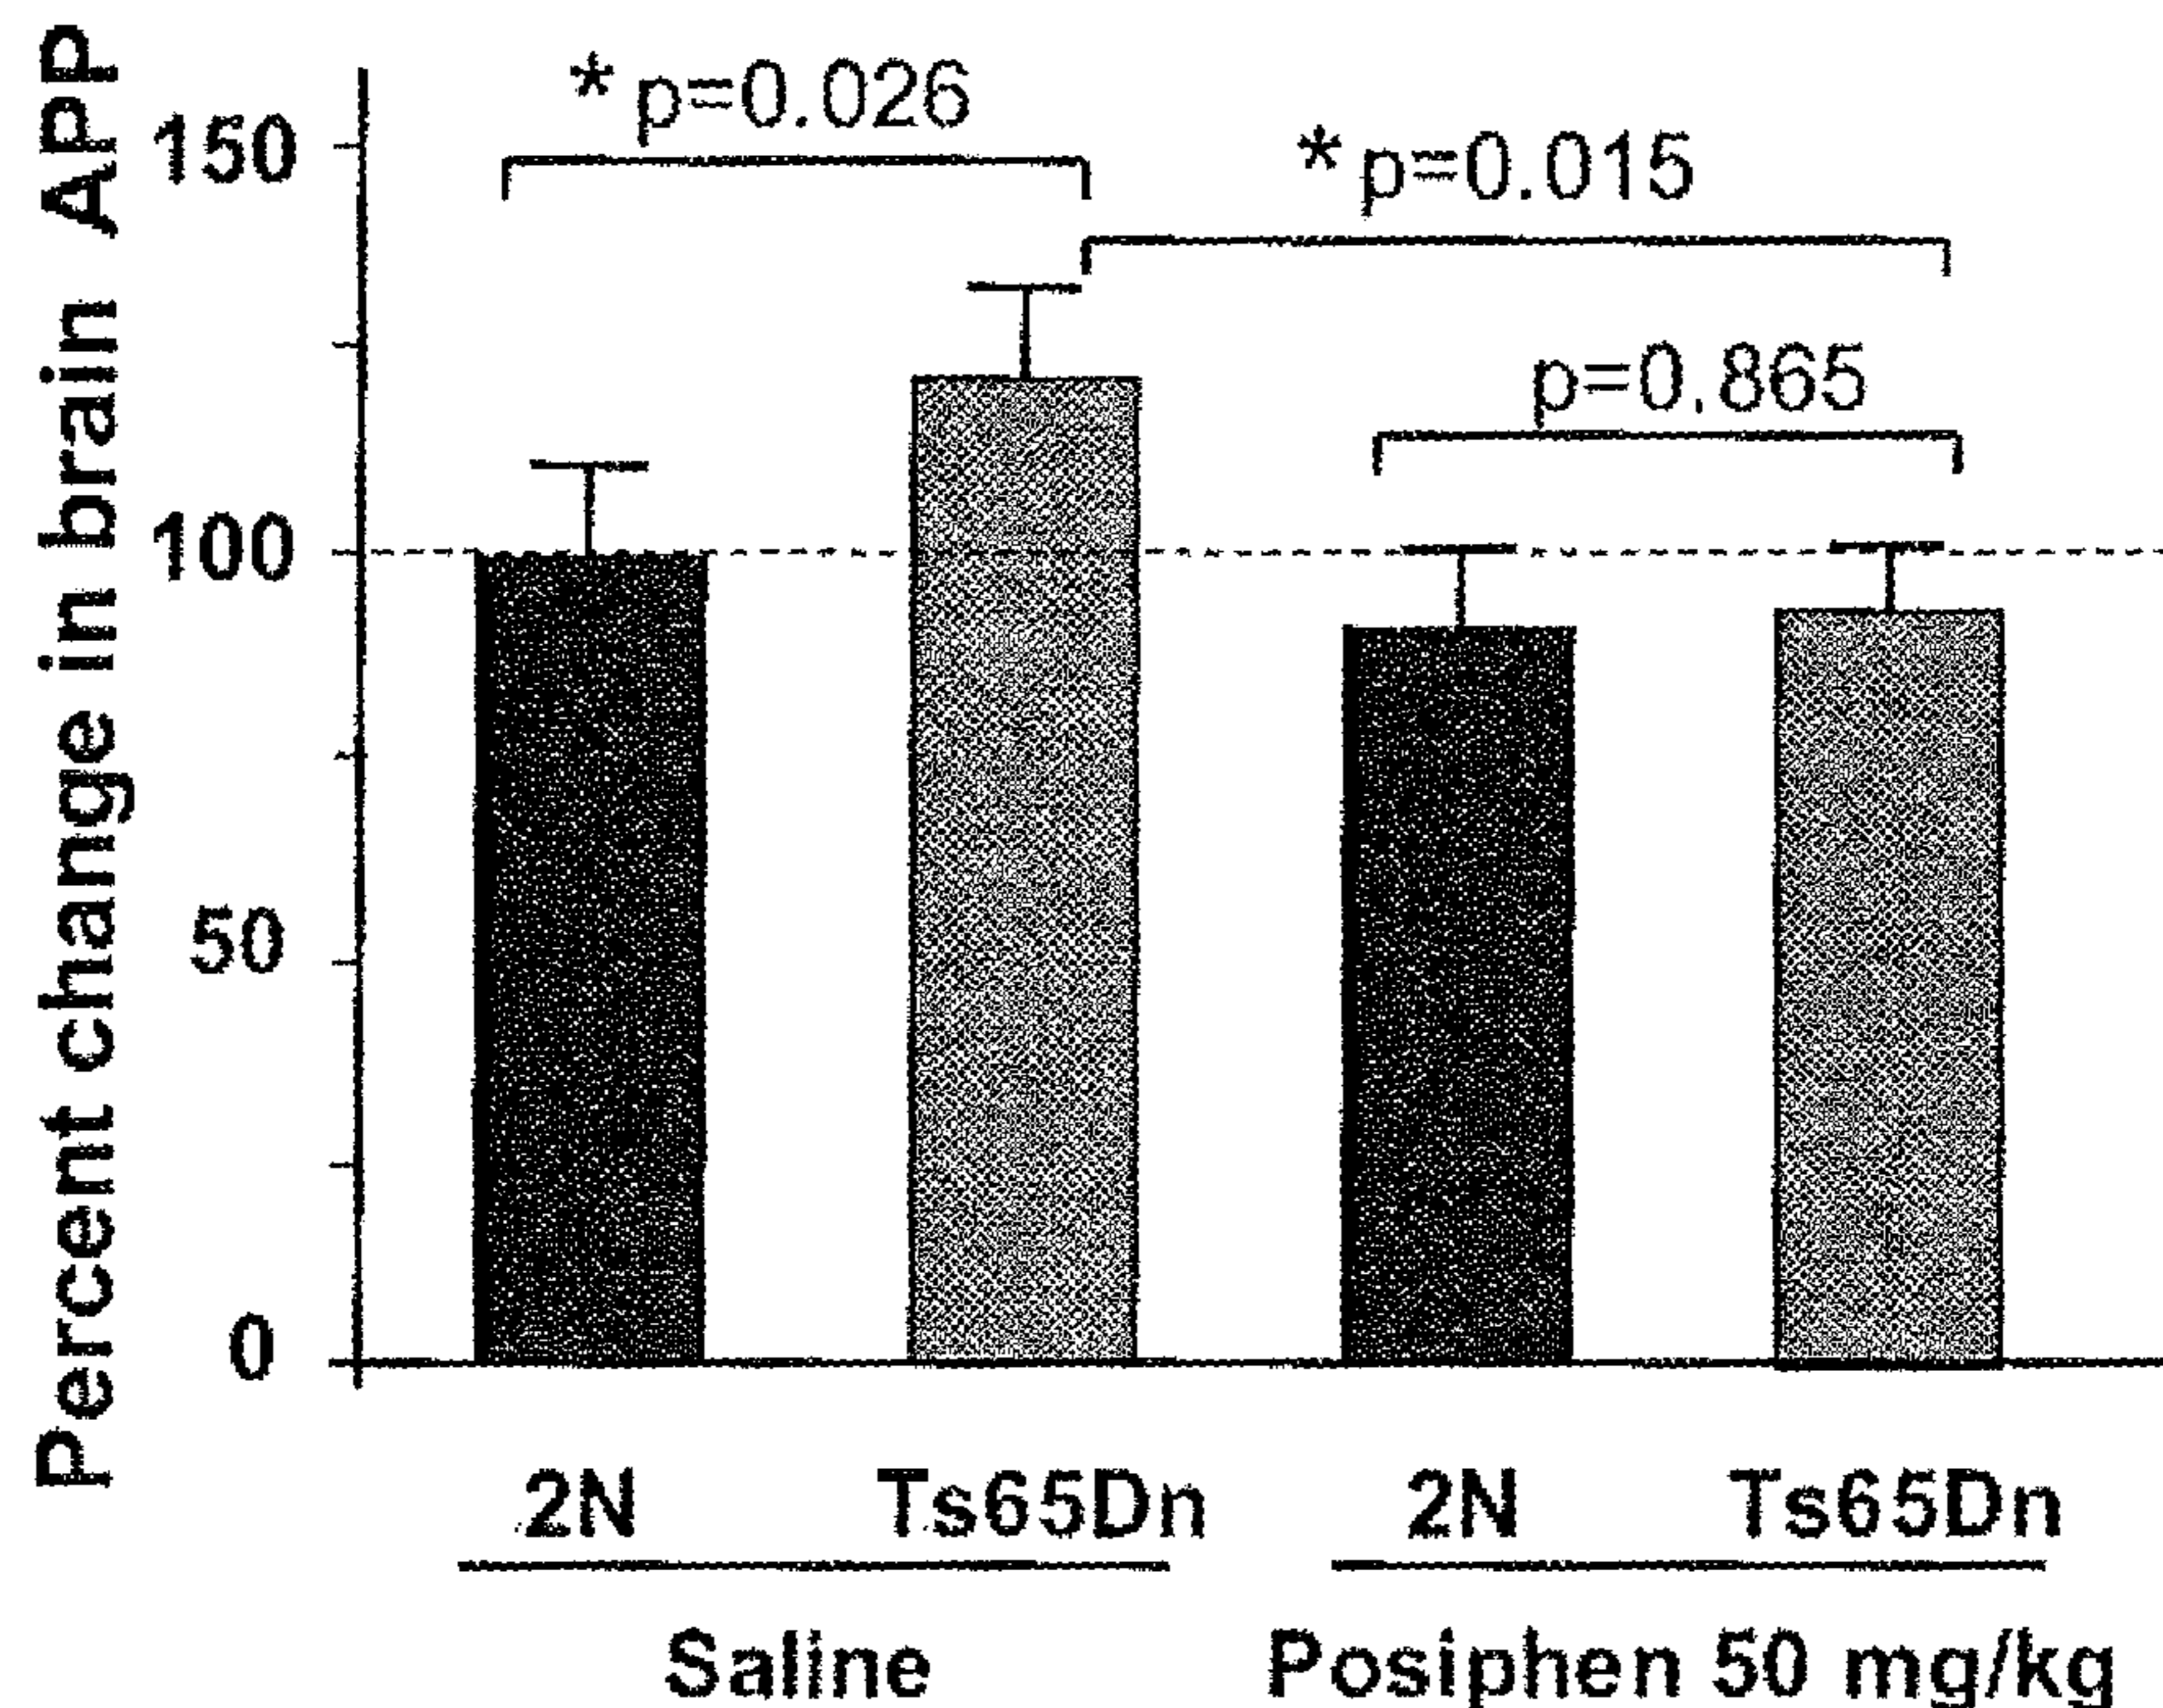 Percent change in brain APP
150
100
50
0
* p=0.026
* p=0.015
p=0.865
2N Ts65Dn 2N Ts65Dn
Saline Posiphen 50 mg/kg